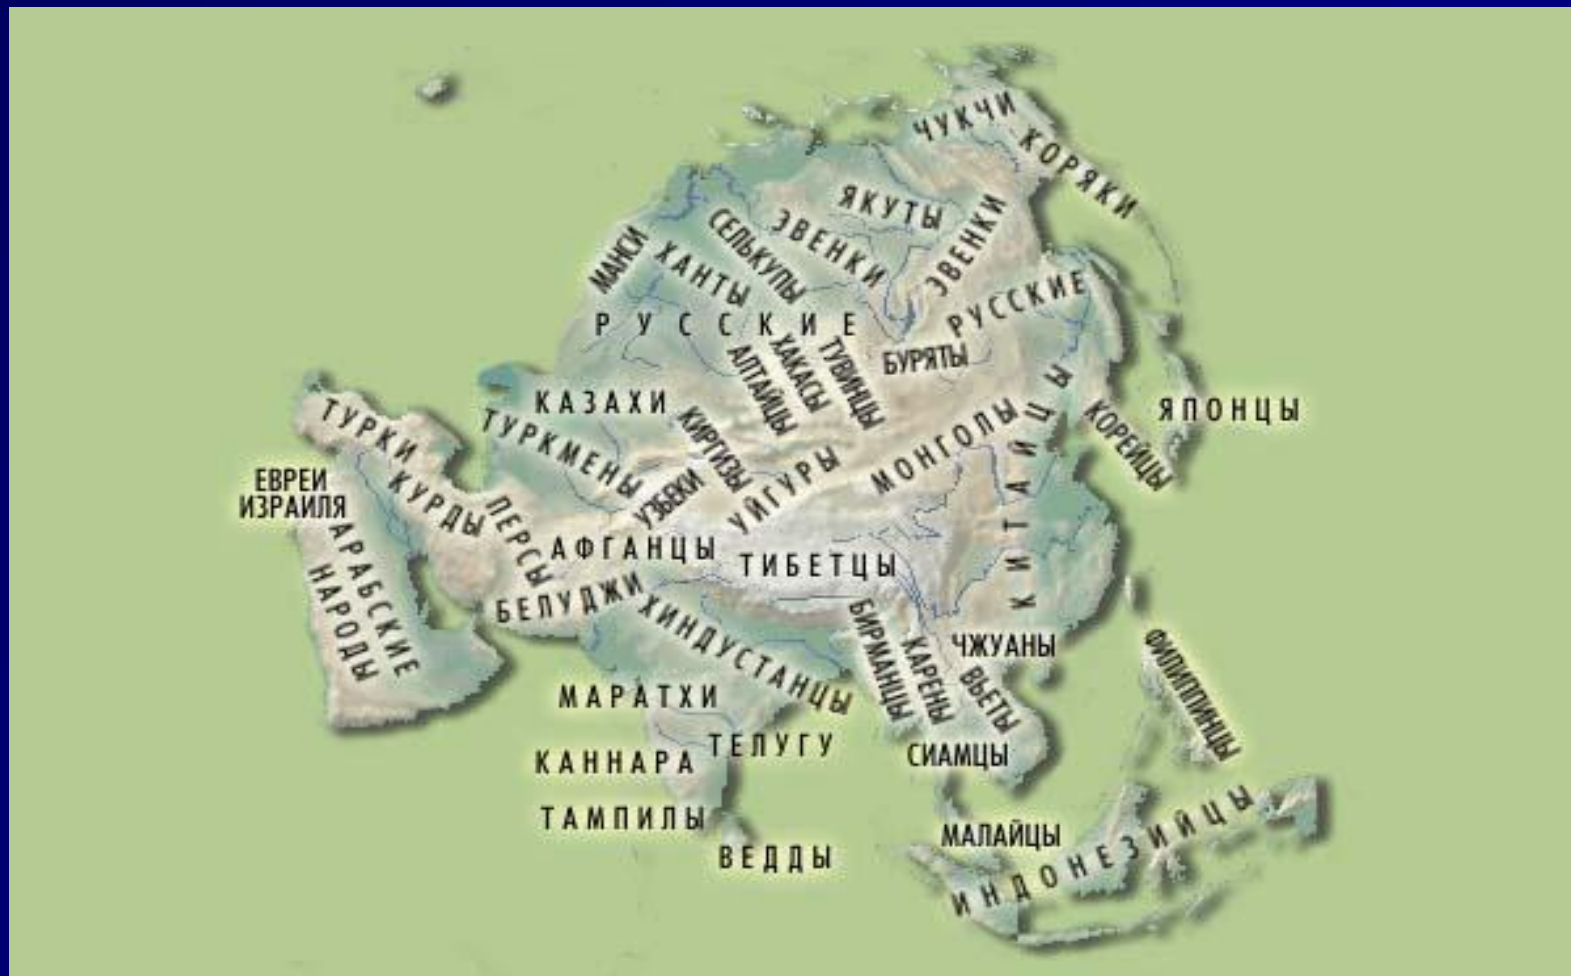 ЧУКЧИ
КОРЯКИ
ЯКУТЫ
ЭВЕНКИ
ЭВЕНКИ
СЕЛЬКУПЫ
МАНСИ
ХАНТЫ
РУССКИЕ
РУССКИЕ
БУРЯТЫ
ТУВИНЦЫ
ХАКАСЫ
АЛТАЙЦЫ
КАЗАХИ
ТУРКМЕНЫ
КИРГИЗЫ
УЗБЕКИ
УЙГУРЫ
МОНГОЛЫ
КИТАЙЦЫ
КОРЕЙЦЫ
ЯПОНЦЫ
ТУРКИ
КУРДЫ
ЕВРЕИ
ИЗРАИЛЯ
АРАБСКИЕ
НАРОДЫ
ПЕРСЫ
АФГАНЦЫ
БЕЛУДЖИ
ТИБЕТЦЫ
ХИНДУСТАНЦЫ
БИРМАНЦЫ
КАРЕНЫ
ЧЖУАНЫ
ВЬЕТЫ
ФИЛИППИНЦЫ
МАРАТХИ
ТЕЛУГУ
КАННАРА
СИАМЦЫ
ТАМПИЛЫ
ВЕДДЫ
МАЛАЙЦЫ
ИНДОНЕЗИЙЦЫ